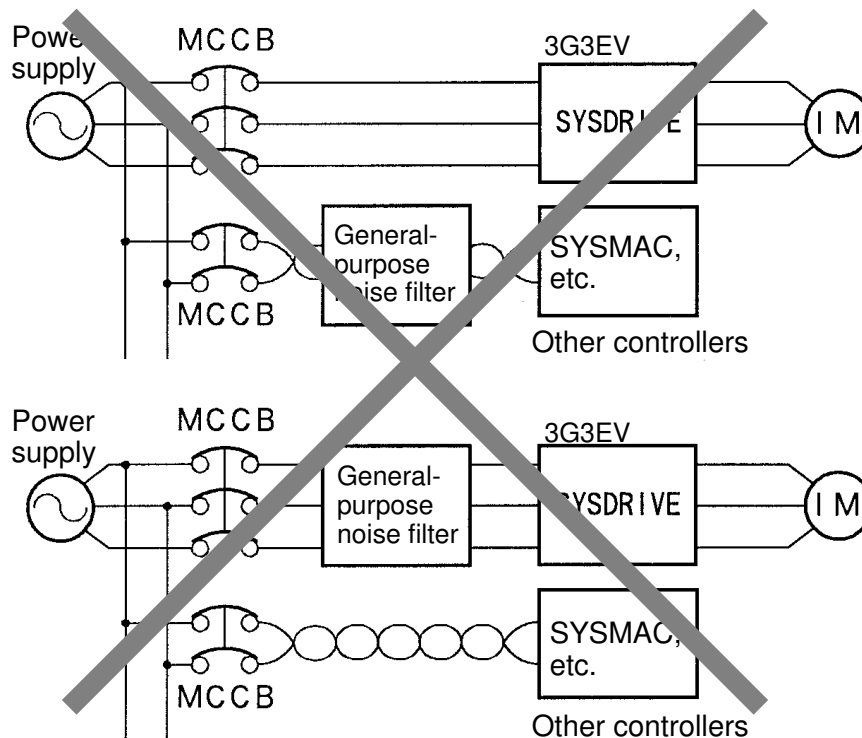 Power
supply
MCCB
3G3EV
SYSDRIVE
IM
General-
purpose
noise filter
SYSMAC,
etc.
MCCB
Other controllers
Power
supply
MCCB
3G3EV
General-
purpose
noise filter
SYSDRIVE
IM
SYSMAC,
etc.
MCCB
Other controllers